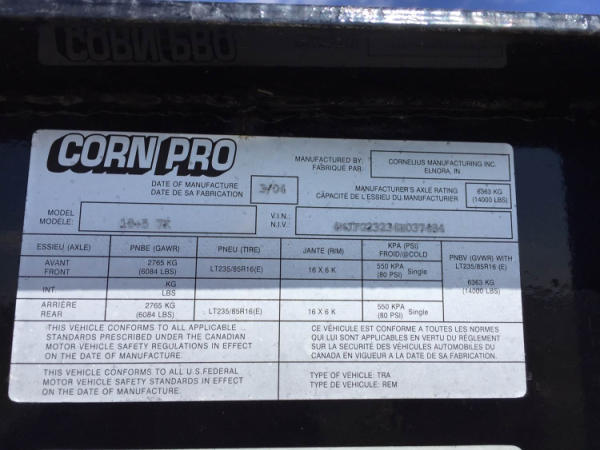 CORN PRO
MANUFACTURED BY:
FABRIQUÉ PAR:
CORNELIUS MANUFACTURING INC.
ELNORA, IN
DATE OF MANUFACTURE
DATE DE SA FABRICATION
3/04
MANUFACTURER'S AXLE RATING
CAPACITÉ DE L'ESSIEU DU MANUFACTURIER
6363 KG
(14000 LBS)
MODEL
MODÈLE:
V.I.N.:
N.I.V.:
ESSIEU (AXLE)
PNBE (GAWR)
PNEU (TIRE)
JANTE (RIM)
KPA (PSI)
FROID/@COLD
PNBV (GVWR) WITH
LT235/85R16 (E)
AVANT
FRONT
2765 KG
(6084 LBS)
LT235/85R16(E)
16 X 6 K
550 KPA
(80 PSI) Single
6363 KG
(14000 LBS)
INT.
KG
LBS
ARRIÈRE
REAR
2765 KG
(6084 LBS)
LT235/85R16(E)
16 X 6 K
550 KPA
(80 PSI) Single
THIS VEHICLE CONFORMS TO ALL APPLICABLE
STANDARDS PRESCRIBED UNDER THE CANADIAN
MOTOR VEHICLE SAFETY REGULATIONS IN EFFECT
ON THE DATE OF MANUFACTURE.
CE VÉHICULE EST CONFORME A TOUTES LES NORMES
QUI LUI SONT APPLICABLES EN VERTU DU RÈGLEMENT
SUR LA SÉCURITÉ DES VÉHICULES AUTOMOBILES DU
CANADA EN VIGUEUR A LA DATE DE SA FABRICATION.
THIS VEHICLE CONFORMS TO ALL U.S.FEDERAL
MOTOR VEHICLE SAFETY STANDARDS IN EFFECT
ON THE DATE OF MANUFACTURE.
TYPE OF VEHICLE: TRA
TYPE DE VÉHICULE: REM